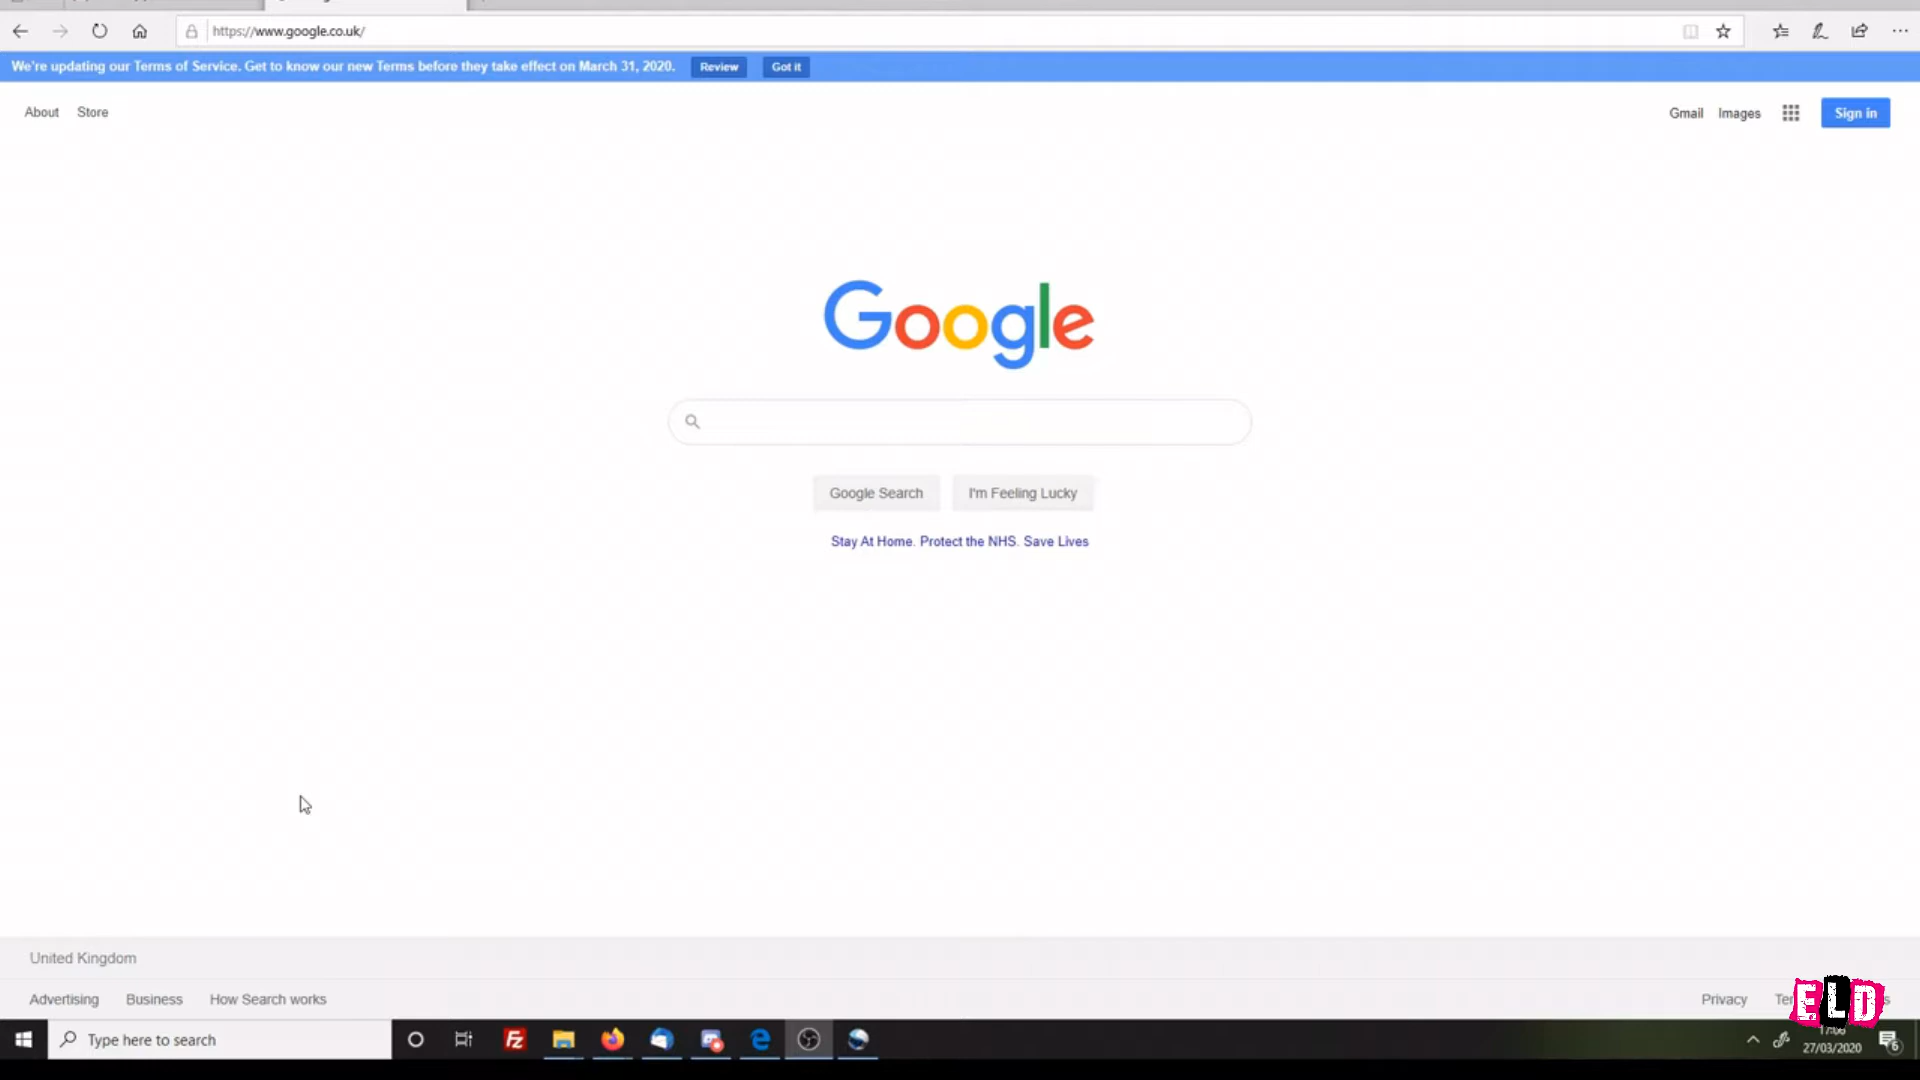 https://www.google.co.uk/
We're updating our Terms of Service. Get to know our new Terms before they take effect on March 31, 2020. Review Got it
About Store Gmail Images Sign in
Google
Google Search I'm Feeling Lucky
Stay At Home. Protect the NHS. Save Lives
United Kingdom
Advertising Business How Search works Privacy
ELD
Type here to search
27/03/2020
6